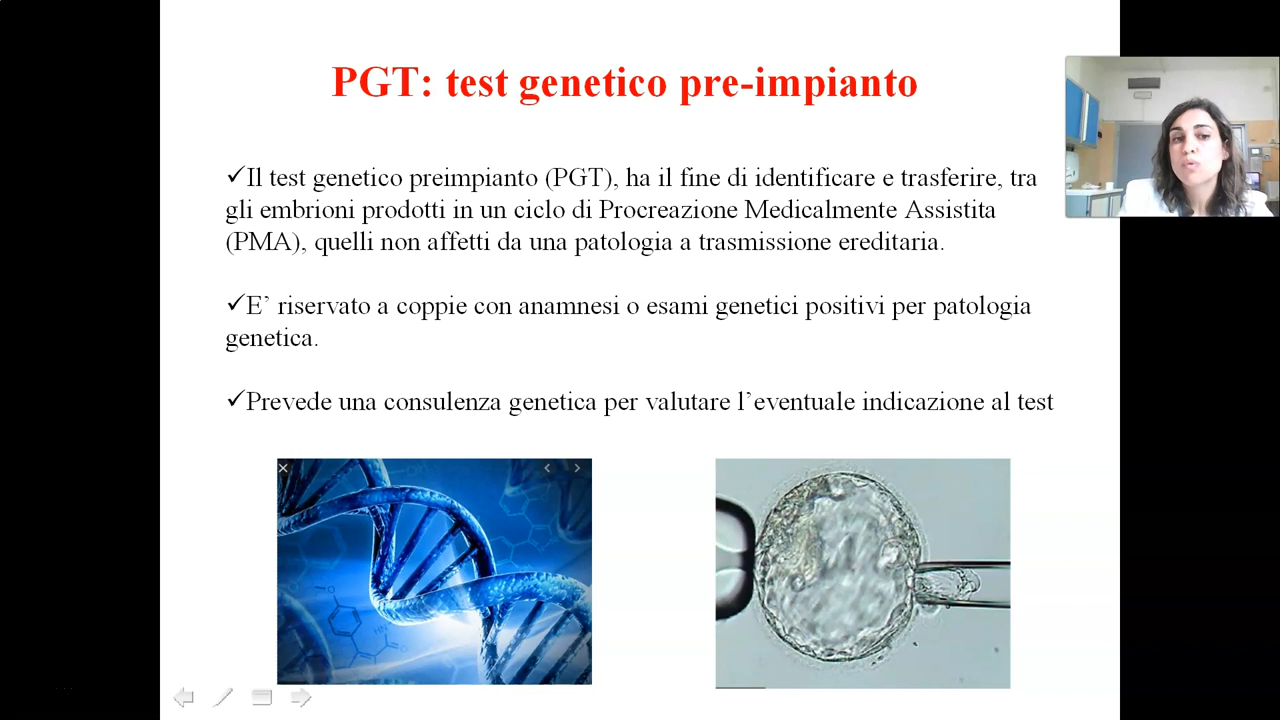 PGT: test genetico pre-impianto
✓Il test genetico preimpianto (PGT), ha il fine di identificare e trasferire, tra
gli embrioni prodotti in un ciclo di Procreazione Medicalmente Assistita
(PMA), quelli non affetti da una patologia a trasmissione ereditaria.
✓E’ riservato a coppie con anamnesi o esami genetici positivi per patologia
genetica.
✓Prevede una consulenza genetica per valutare l’eventuale indicazione al test